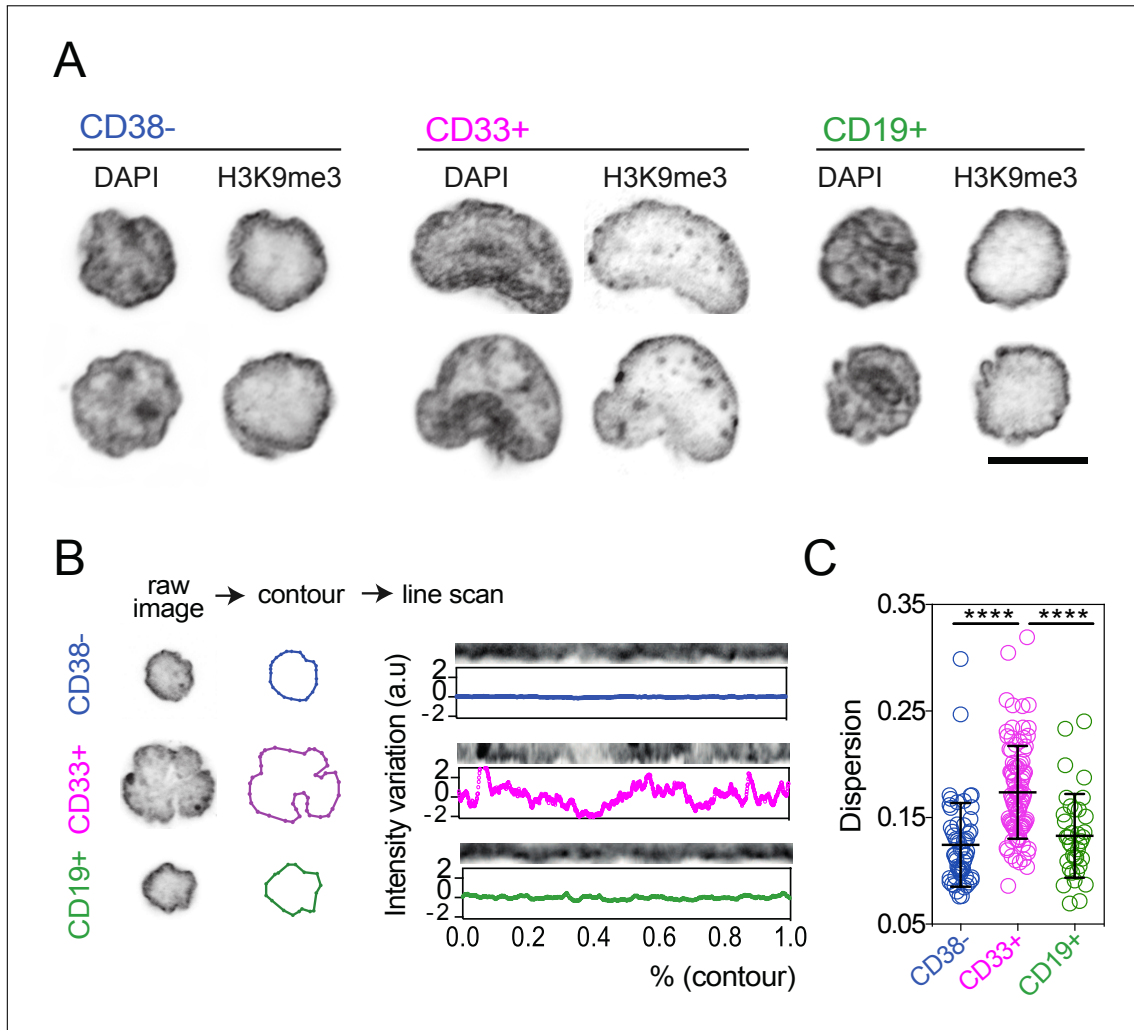 A
CD38- CD33+ CD19+
DAPI H3K9me3 DAPI H3K9me3 DAPI H3K9me3
B
raw image → contour → line scan
CD38-
CD33+
CD19+
Intensity variation (a.u)
2
0
-2
2
0
-2
2
0
-2
0.0 0.2 0.4 0.6 0.8 1.0
% (contour)
C
**** ****
Dispersion
0.35
0.25
0.15
0.05
CD38- CD33+ CD19+